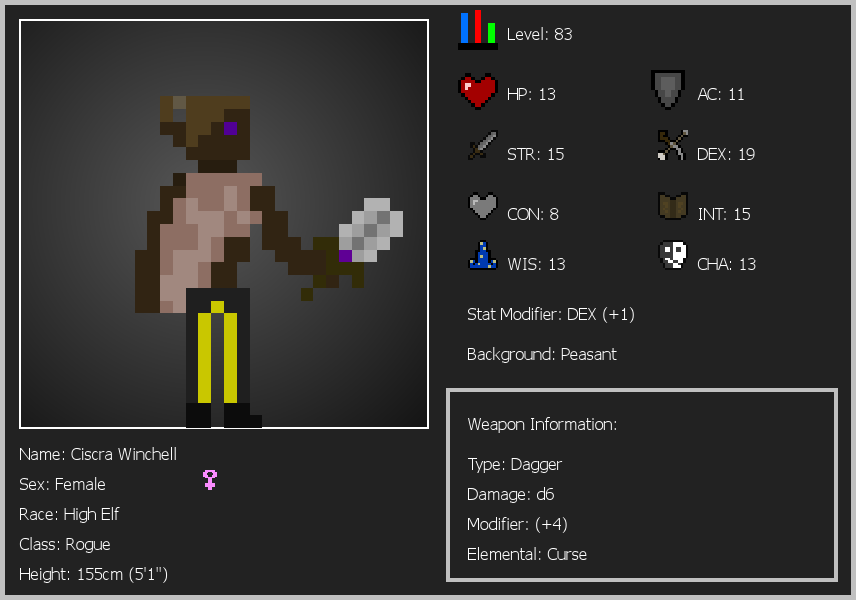 Level: 83
HP: 13
AC: 11
STR: 15
DEX: 19
CON: 8
INT: 15
WIS: 13
CHA: 13
Stat Modifier: DEX (+1)
Background: Peasant
Weapon Information:
Type: Dagger
Damage: d6
Modifier: (+4)
Elemental: Curse
Name: Ciscra Winchell
Sex: Female
Race: High Elf
Class: Rogue
Height: 155cm (5'1")